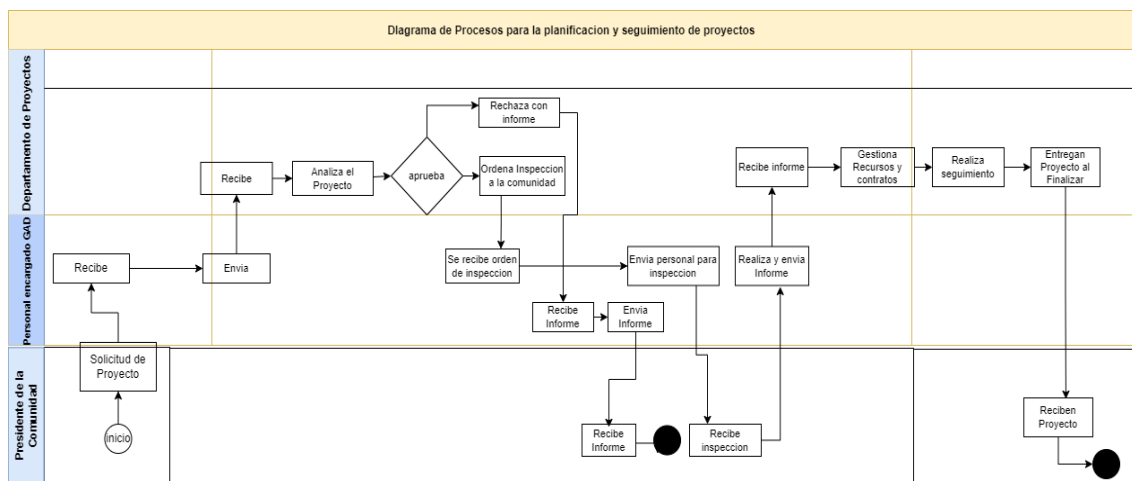 DIagrama de Procesos para la planificacion y seguimiento de proyectos
Departamento de Proyectos
Rechaza con
informe
Recibe
Analiza el
Proyecto
aprueba
Ordena Inspeccion
a la comunidad
Recibe informe
Gestiona
Recursos y
contratos
Realiza
seguimiento
Entregan
Proyecto al
Finalizar
Personal encargado GAD
Recibe
Envia
Se recibe orden
de inspeccion
Envia personal para
inspeccion
Realiza y envia
Informe
Recibe
Informe
Envia
Informe
Presidente de la
Comunidad
Solicitud de
Proyecto
inicio
Recibe
Informe
Recibe
inspeccion
Reciben
Proyecto